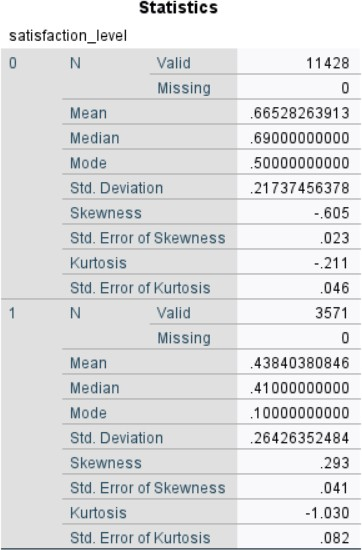 Statistics
satisfaction_level
0 N Valid 11428
Missing 0
Mean .66528263913
Median .69000000000
Mode .50000000000
Std. Deviation .21737456378
Skewness -.605
Std. Error of Skewness .023
Kurtosis -.211
Std. Error of Kurtosis .046
1 N Valid 3571
Missing 0
Mean .43840380846
Median .41000000000
Mode .10000000000
Std. Deviation .26426352484
Skewness .293
Std. Error of Skewness .041
Kurtosis -1.030
Std. Error of Kurtosis .082